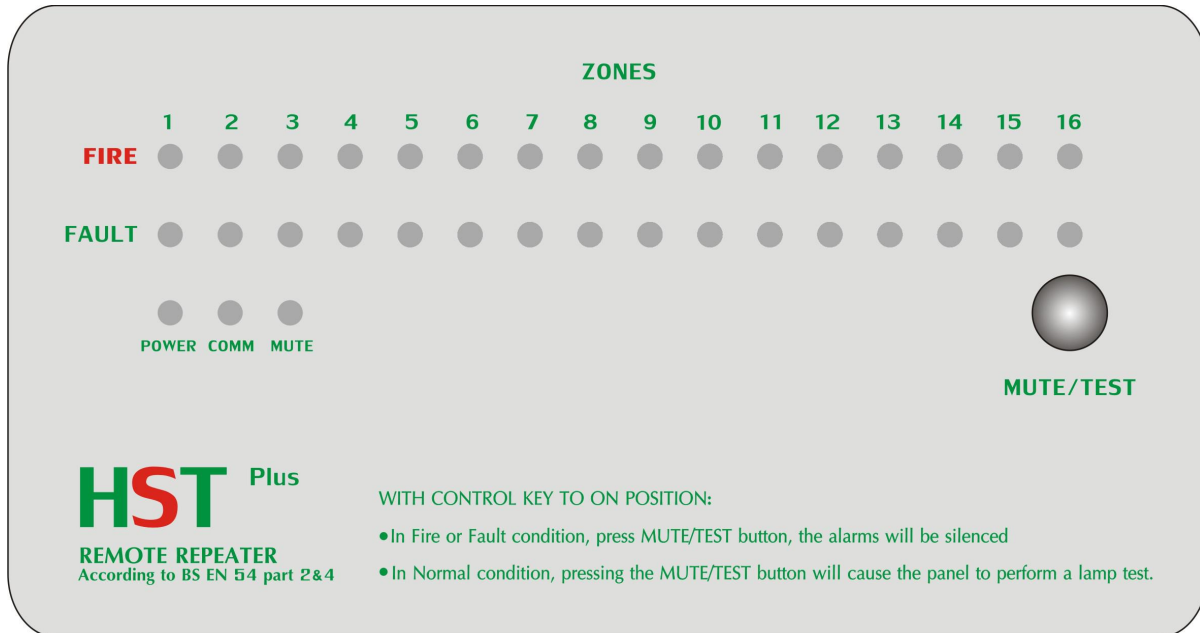 ZONES
1 2 3 4 5 6 7 8 9 10 11 12 13 14 15 16
FIRE
FAULT
POWER COMM MUTE
MUTE/TEST
HST Plus
REMOTE REPEATER
According to BS EN 54 part 2&4
WITH CONTROL KEY TO ON POSITION:
•In Fire or Fault condition, press MUTE/TEST button, the alarms will be silenced
•In Normal condition, pressing the MUTE/TEST button will cause the panel to perform a lamp test.